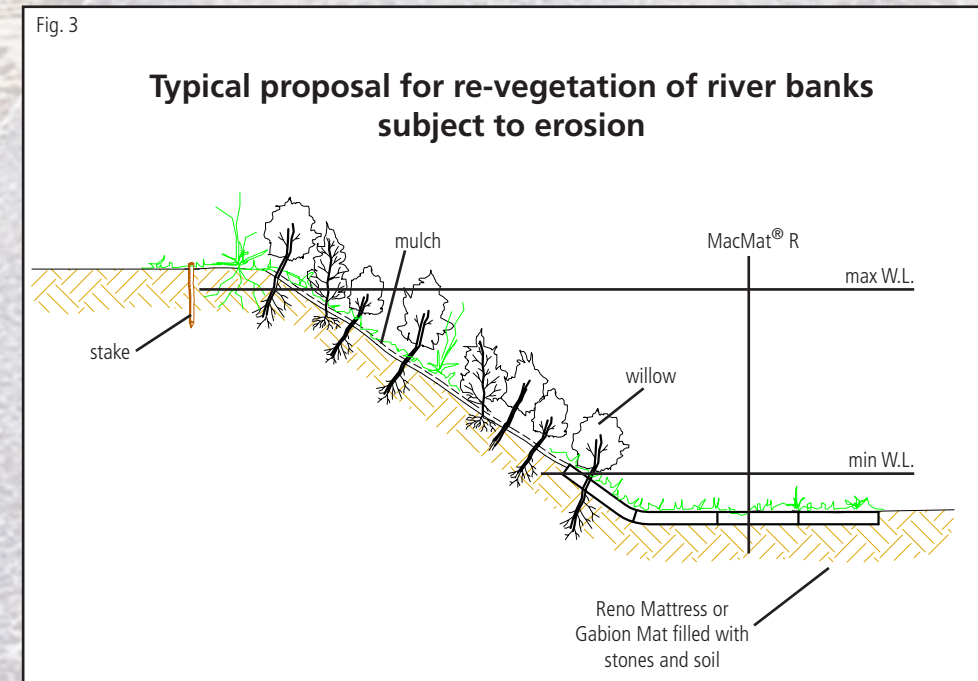 Fig. 3
Typical proposal for re-vegetation of river banks
subject to erosion
mulch
MacMat® R
max W.L.
stake
willow
min W.L.
Reno Mattress or
Gabion Mat filled with
stones and soil